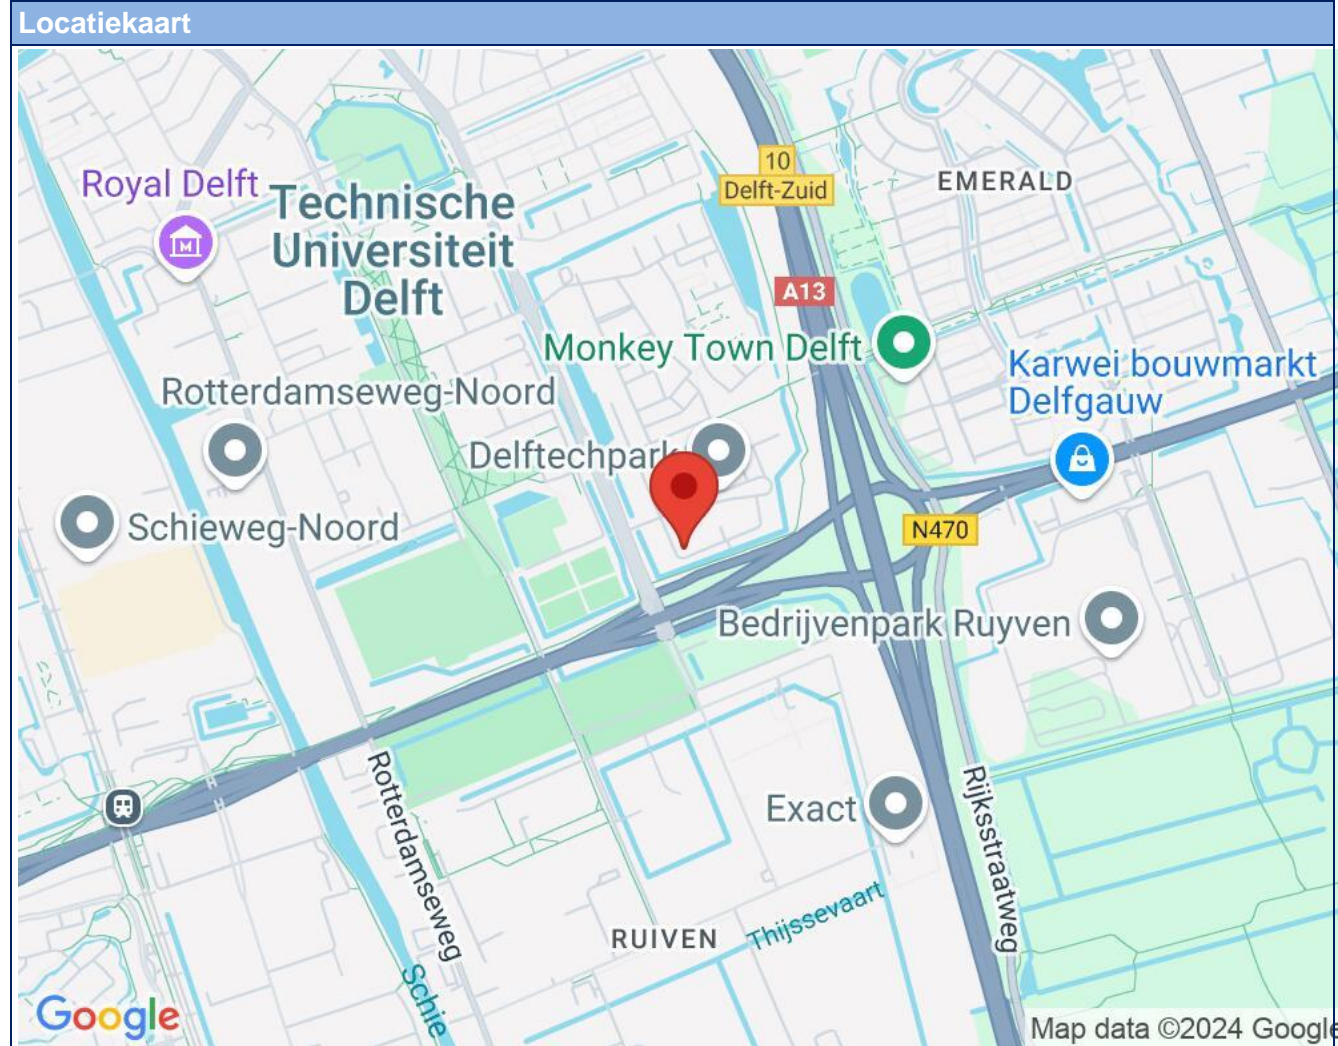 Locatiekaart
10
Delft-Zuid
EMERALD
Royal Delft
Technische
Universiteit
Delft
A13
Monkey Town Delft
Karwei bouwmarkt
Delfgauw
Rotterdamseweg-Noord
Delftechpark
Schieweg-Noord
N470
Bedrijvenpark Ruyven
Rotterdamseweg
Exact
Rijksstraatweg
Thijssevaart
RUIVEN
Schie
Google
Map data ©2024 Google